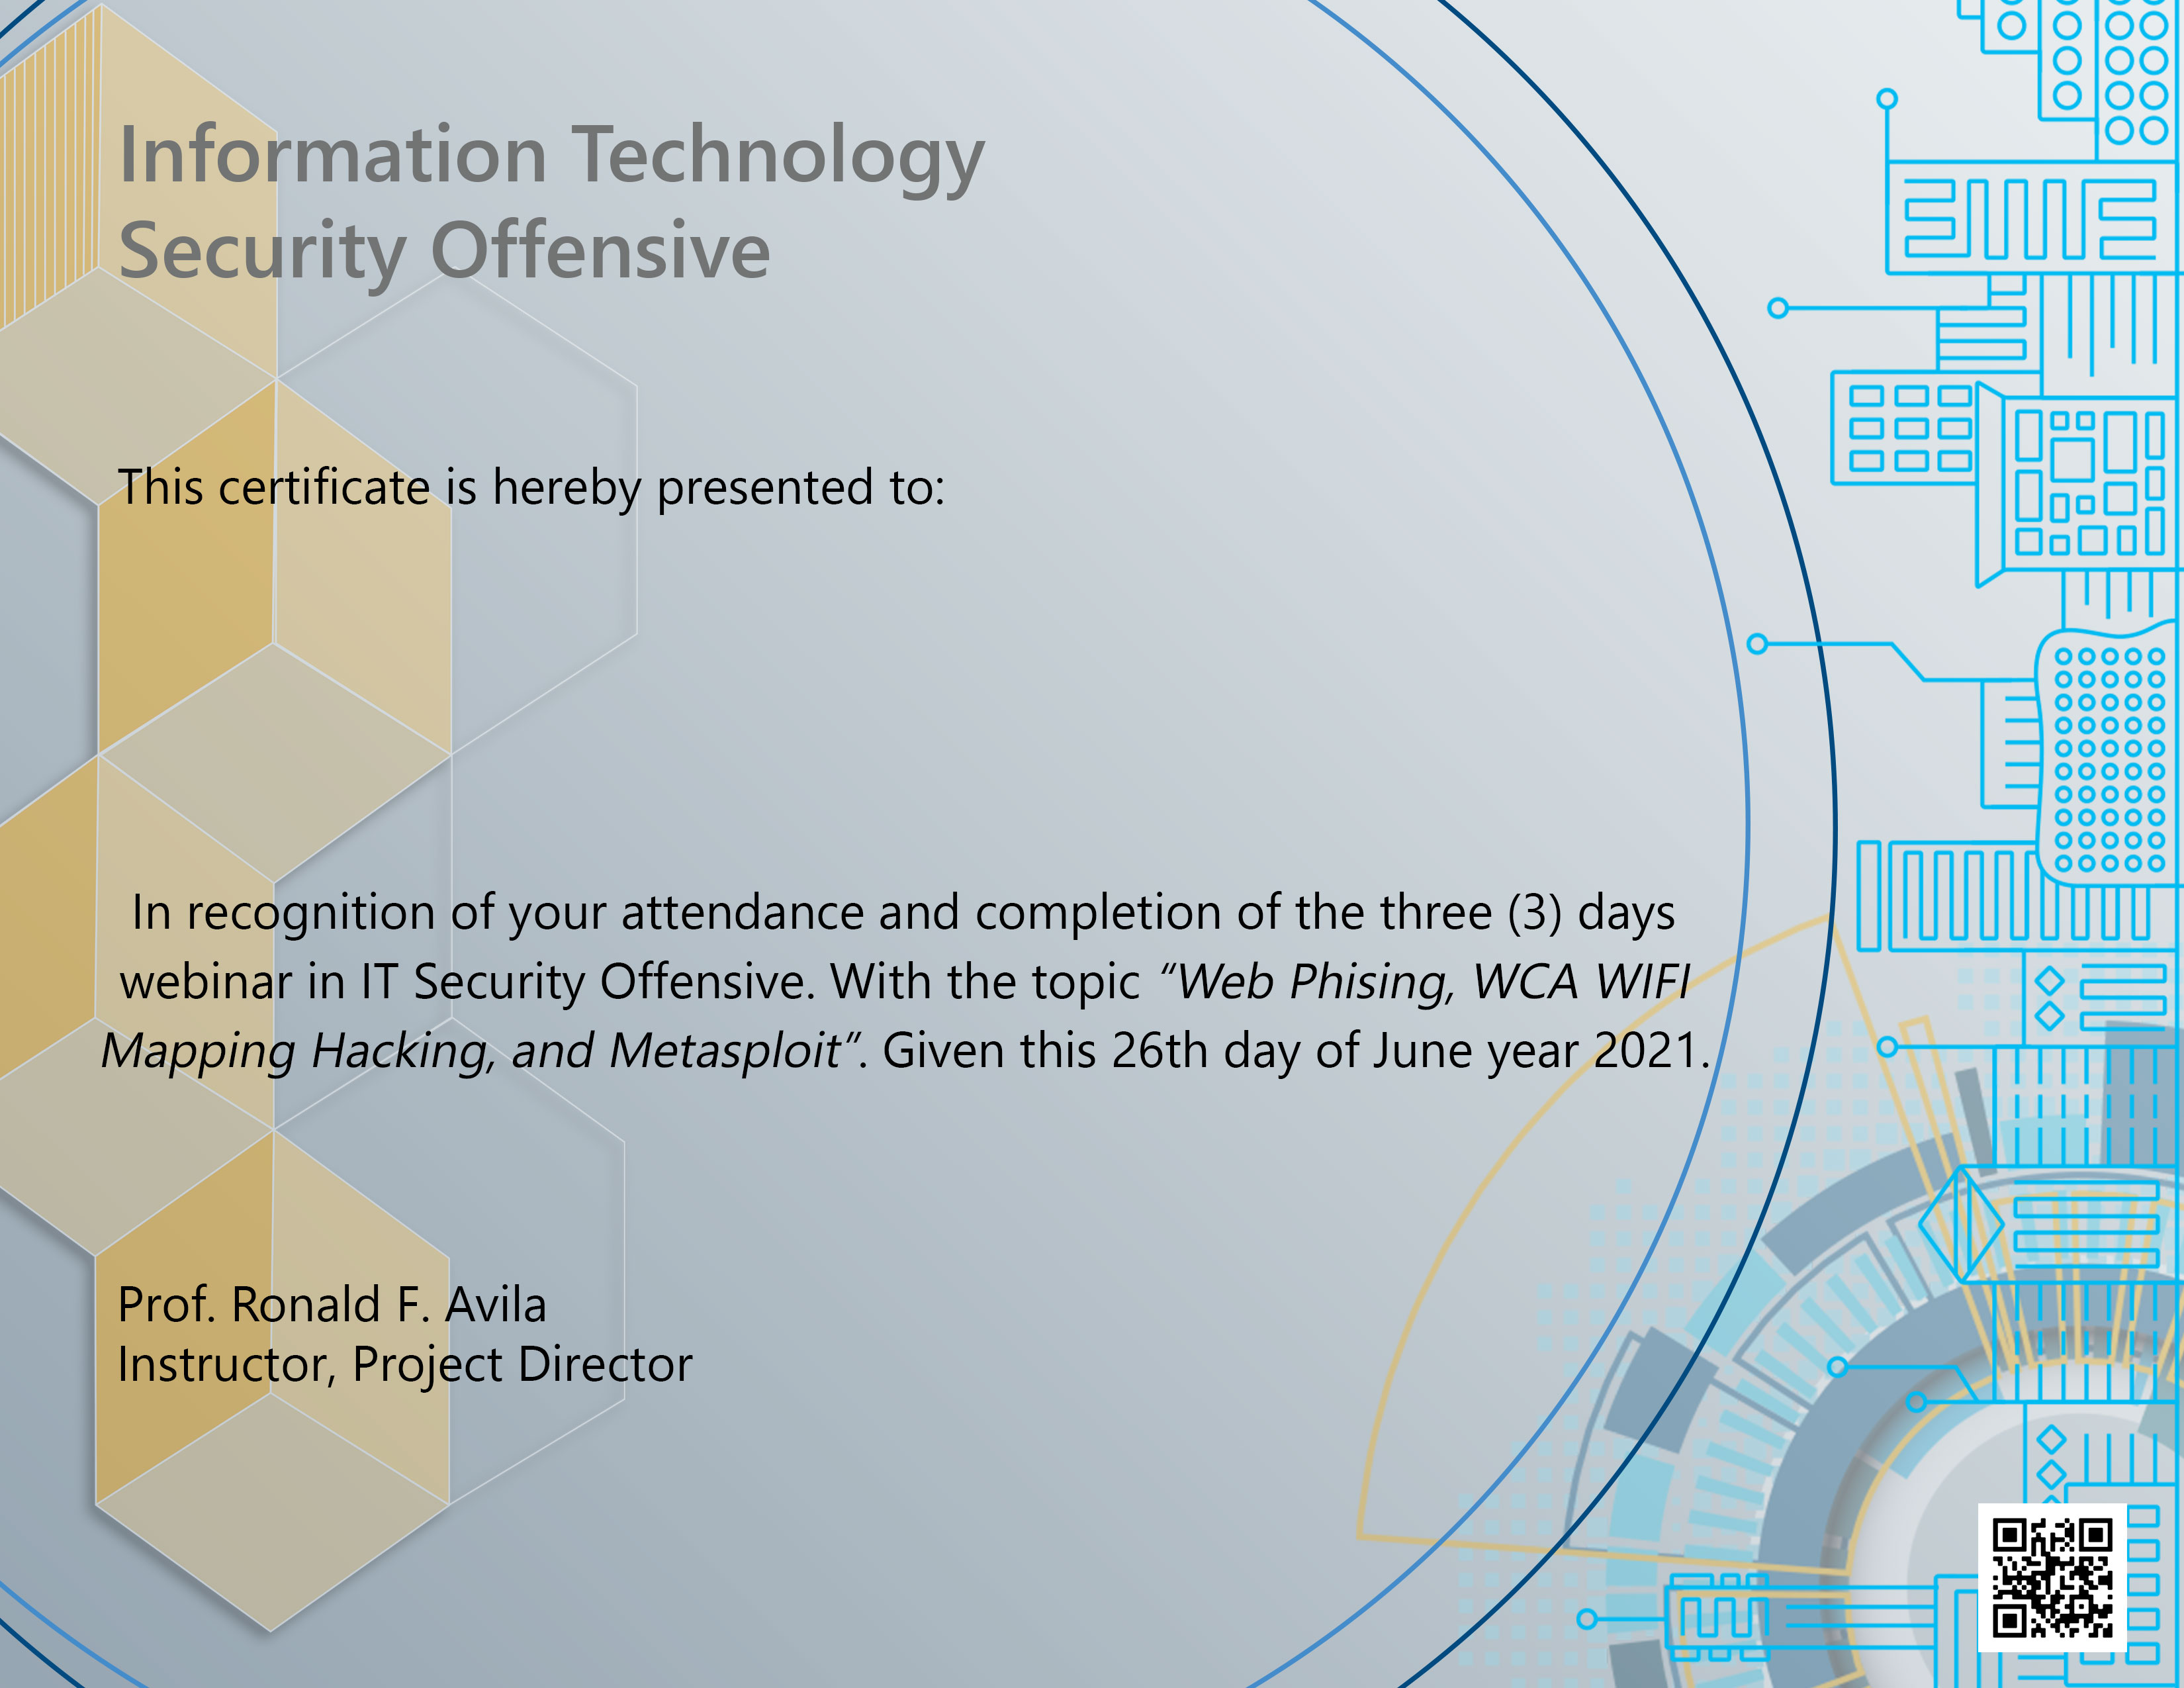 Information Technology
Security Offensive
This certificate is hereby presented to:
In recognition of your attendance and completion of the three (3) days
webinar in IT Security Offensive. With the topic “Web Phising, WCA WIFI
Mapping Hacking, and Metasploit”. Given this 26th day of June year 2021.
Prof. Ronald F. Avila
Instructor, Project Director